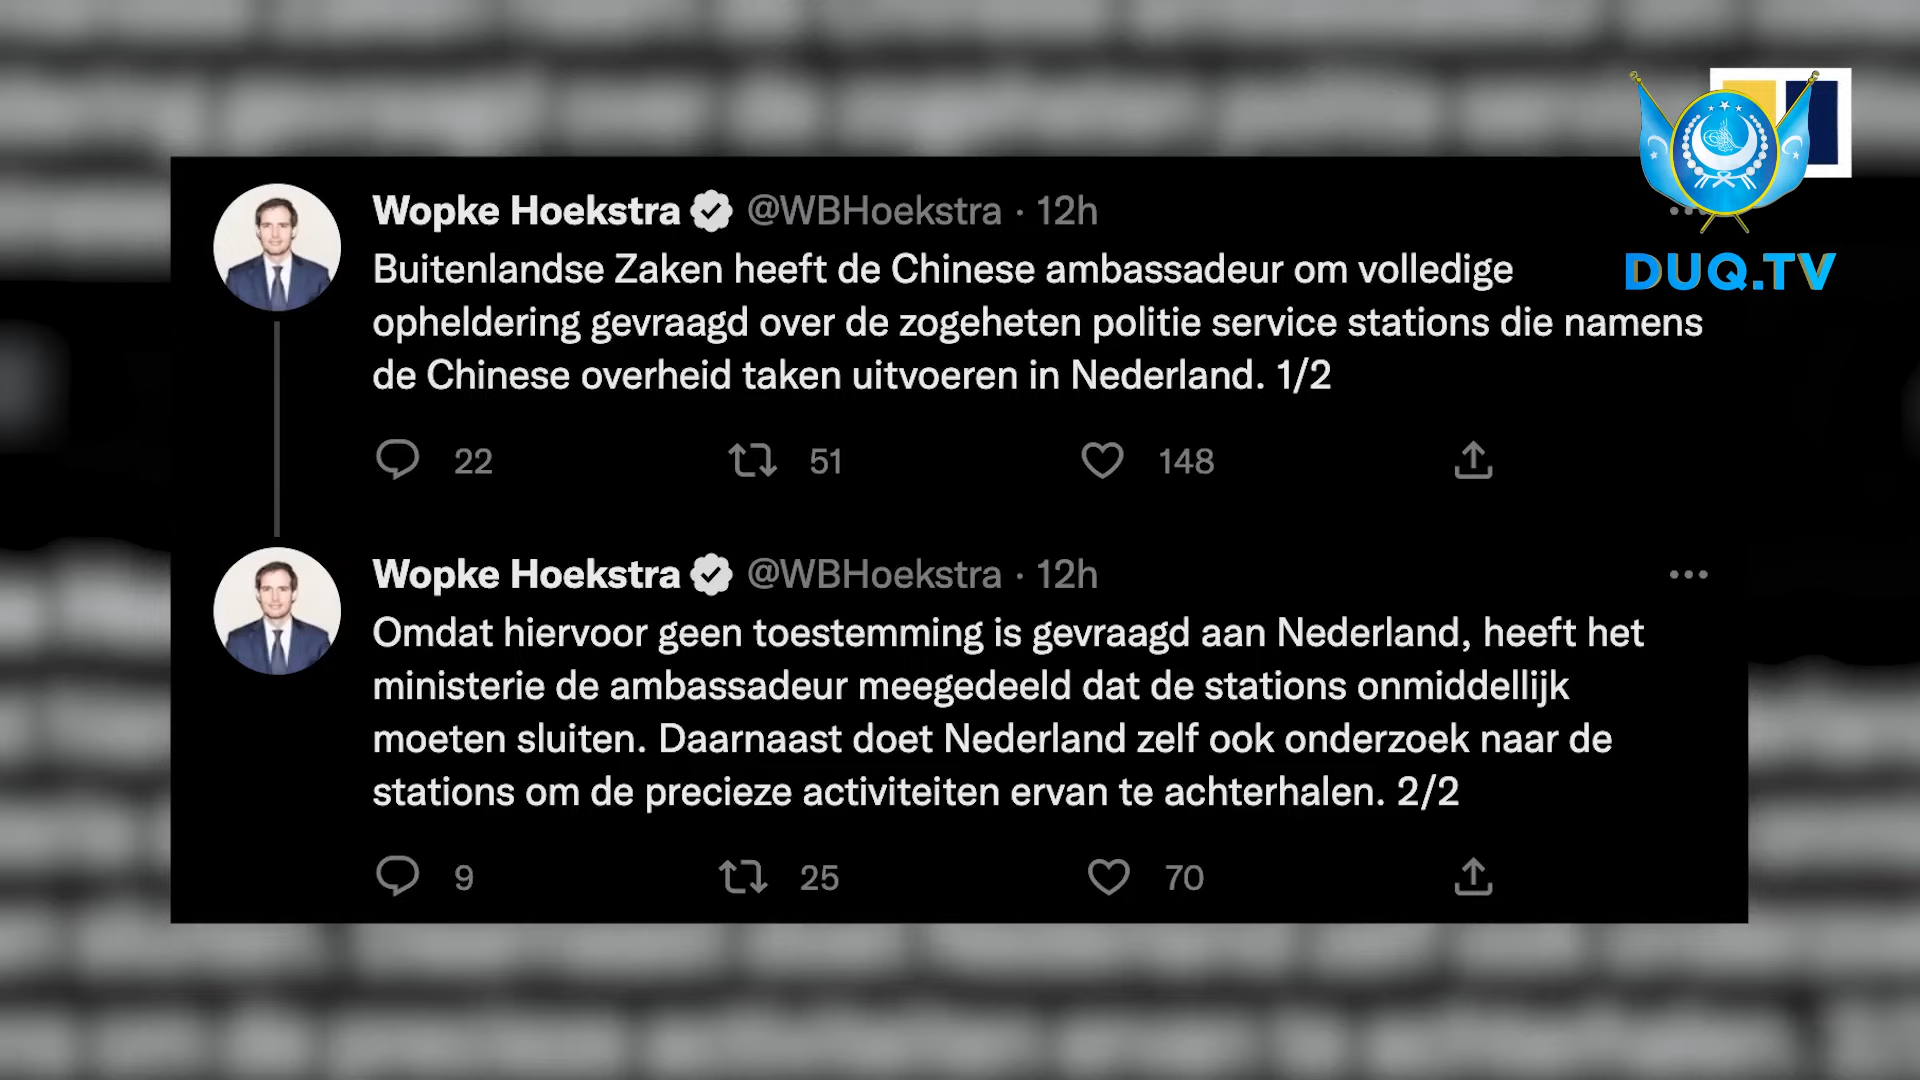 Wopke Hoekstra @WBHoekstra · 12h
Buitenlandse Zaken heeft de Chinese ambassadeur om volledige
opheldering gevraagd over de zogeheten politie service stations die namens
de Chinese overheid taken uitvoeren in Nederland. 1/2
22 51 148
Wopke Hoekstra @WBHoekstra · 12h
Omdat hiervoor geen toestemming is gevraagd aan Nederland, heeft het
ministerie de ambassadeur meegedeeld dat de stations onmiddellijk
moeten sluiten. Daarnaast doet Nederland zelf ook onderzoek naar de
stations om de precieze activiteiten ervan te achterhalen. 2/2
9 25 70
DUQ.TV